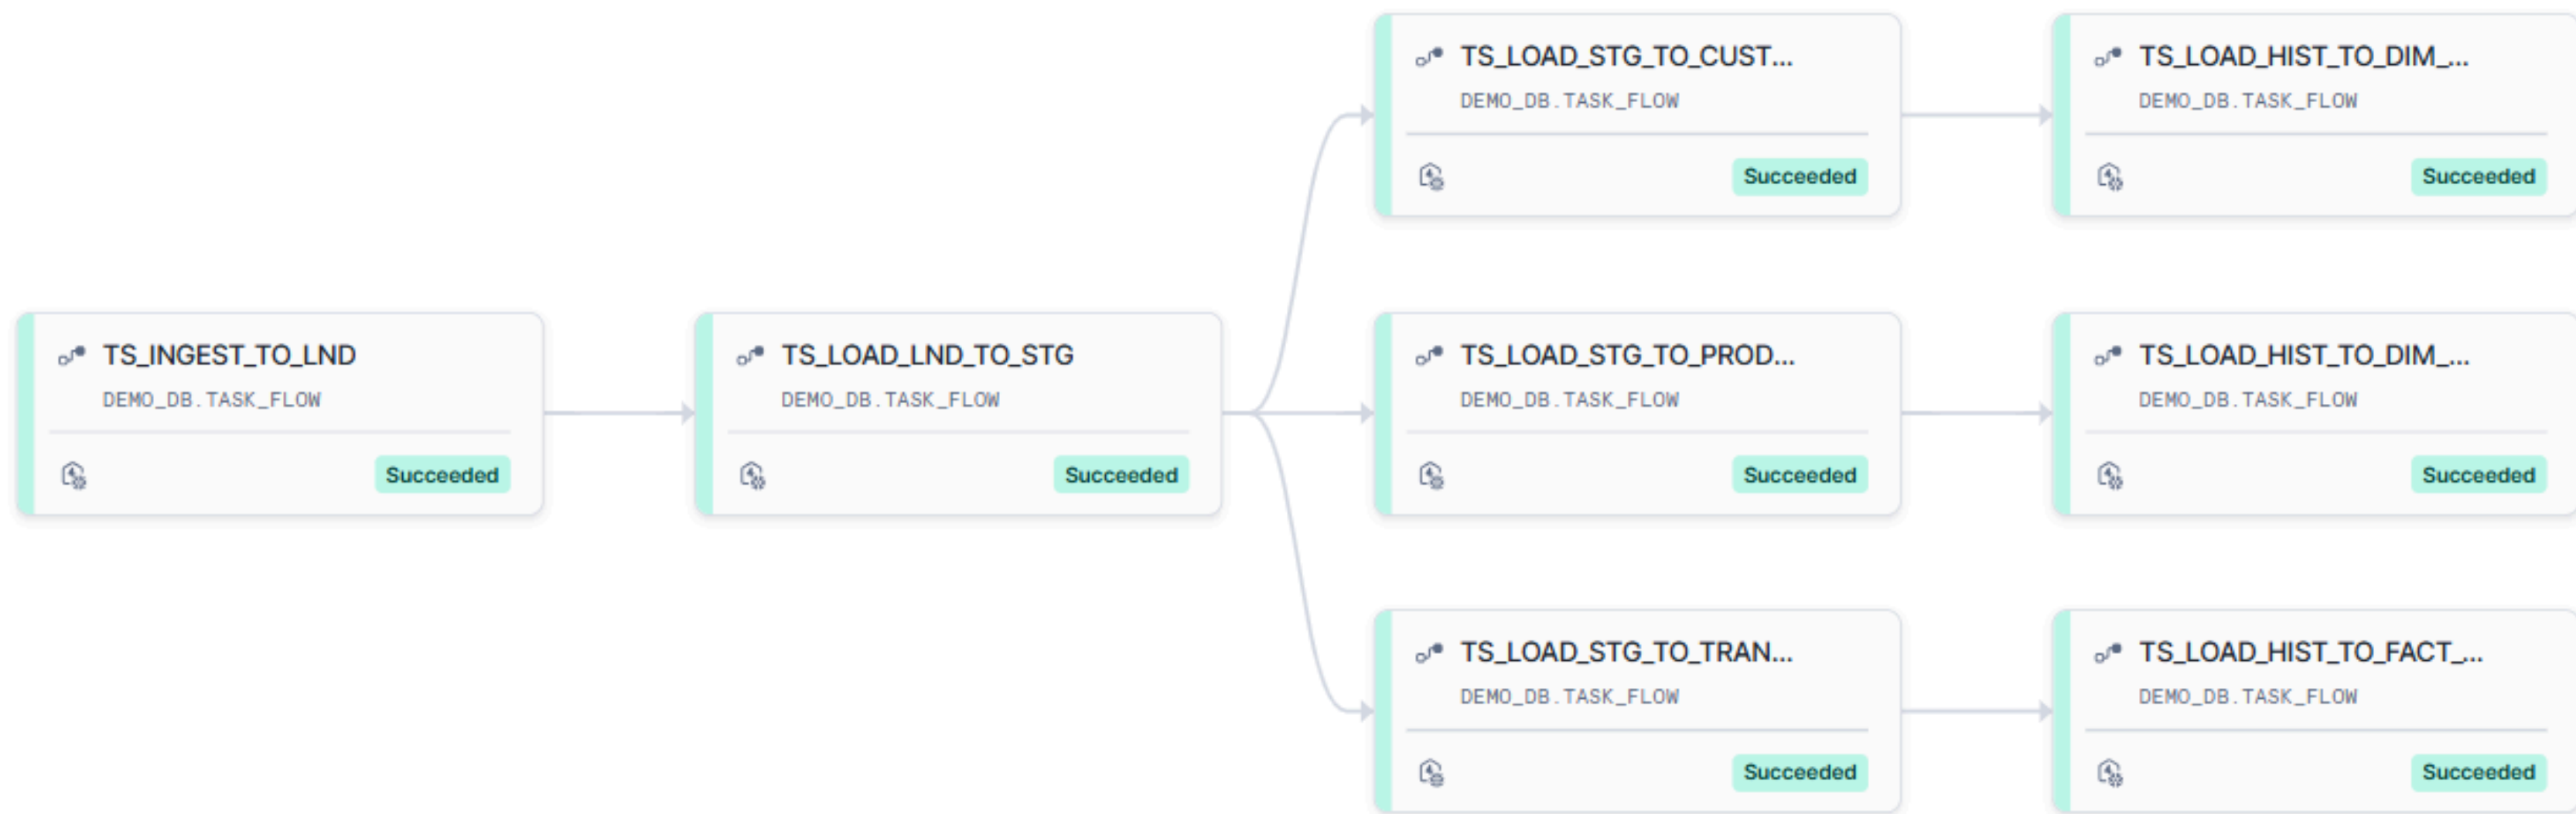 TS_LOAD_STG_TO_CUST...
DEMO_DB.TASK_FLOW
Succeeded
TS_LOAD_HIST_TO_DIM_...
DEMO_DB.TASK_FLOW
Succeeded
TS_INGEST_TO_LND
DEMO_DB.TASK_FLOW
Succeeded
TS_LOAD_LND_TO_STG
DEMO_DB.TASK_FLOW
Succeeded
TS_LOAD_STG_TO_PROD...
DEMO_DB.TASK_FLOW
Succeeded
TS_LOAD_HIST_TO_DIM_...
DEMO_DB.TASK_FLOW
Succeeded
TS_LOAD_STG_TO_TRAN...
DEMO_DB.TASK_FLOW
Succeeded
TS_LOAD_HIST_TO_FACT_...
DEMO_DB.TASK_FLOW
Succeeded